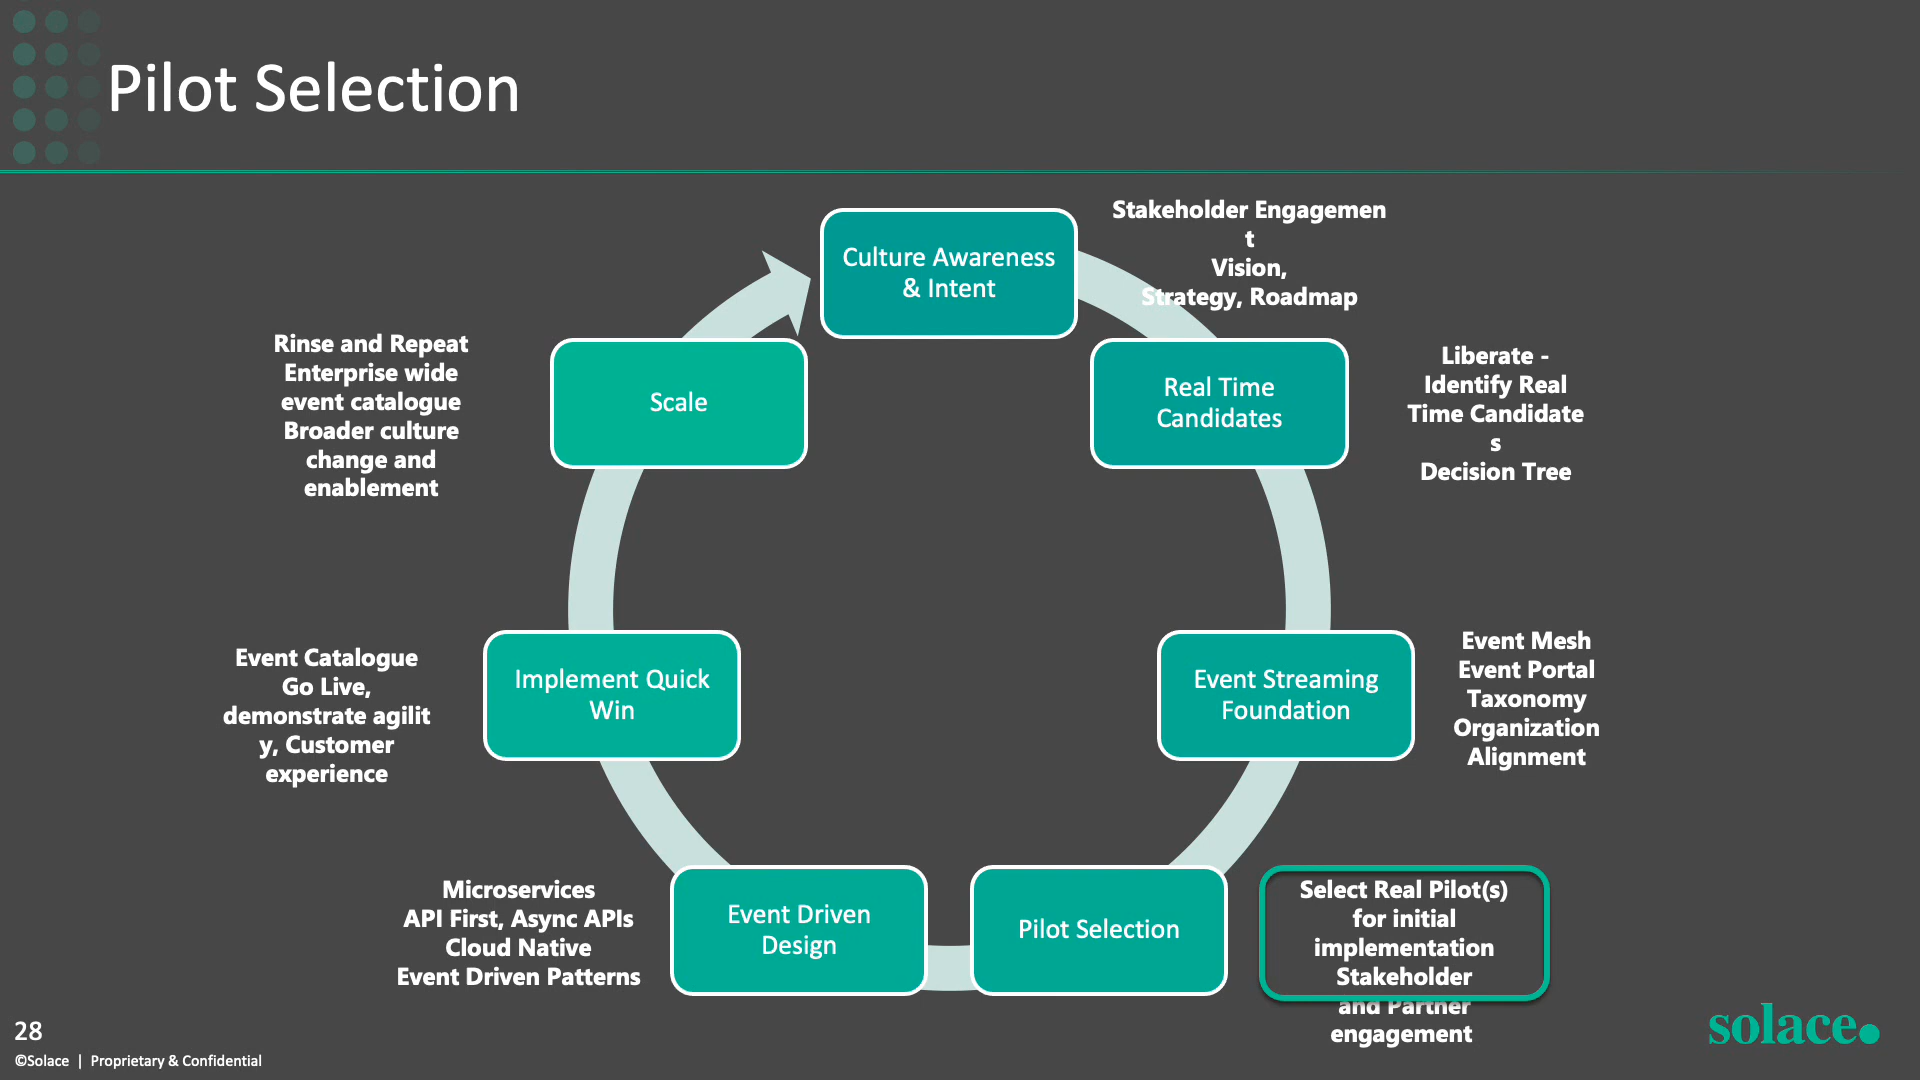 Pilot Selection
Culture Awareness
& Intent
Stakeholder Engagemen
t
Vision,
Strategy, Roadmap
Real Time
Candidates
Liberate -
Identify Real
Time Candidate
s
Decision Tree
Event Streaming
Foundation
Event Mesh
Event Portal
Taxonomy
Organization
Alignment
Pilot Selection
Select Real Pilot(s)
for initial
implementation
Stakeholder
and Partner
engagement
Event Driven
Design
Microservices
API First, Async APIs
Cloud Native
Event Driven Patterns
Implement Quick
Win
Event Catalogue
Go Live,
demonstrate agilit
y, Customer
experience
Scale
Rinse and Repeat
Enterprise wide
event catalogue
Broader culture
change and
enablement
28
©Solace | Proprietary & Confidential
solace.